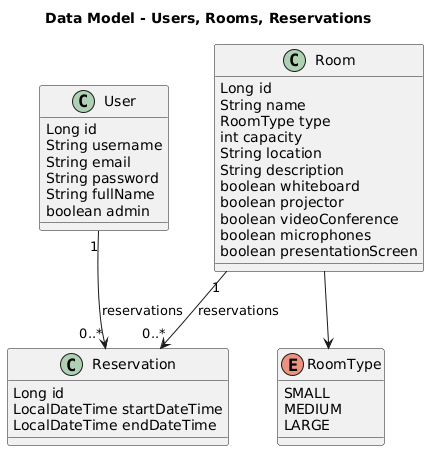 Data Model - Users, Rooms, Reservations
C User
Long id
String username
String email
String password
String fullName
boolean admin
C Room
Long id
String name
RoomType type
int capacity
String location
String description
boolean whiteboard
boolean projector
boolean videoConference
boolean microphones
boolean presentationScreen
1
reservations
0..*
1
reservations
0..*
C Reservation
Long id
LocalDateTime startDateTime
LocalDateTime endDateTime
E RoomType
SMALL
MEDIUM
LARGE